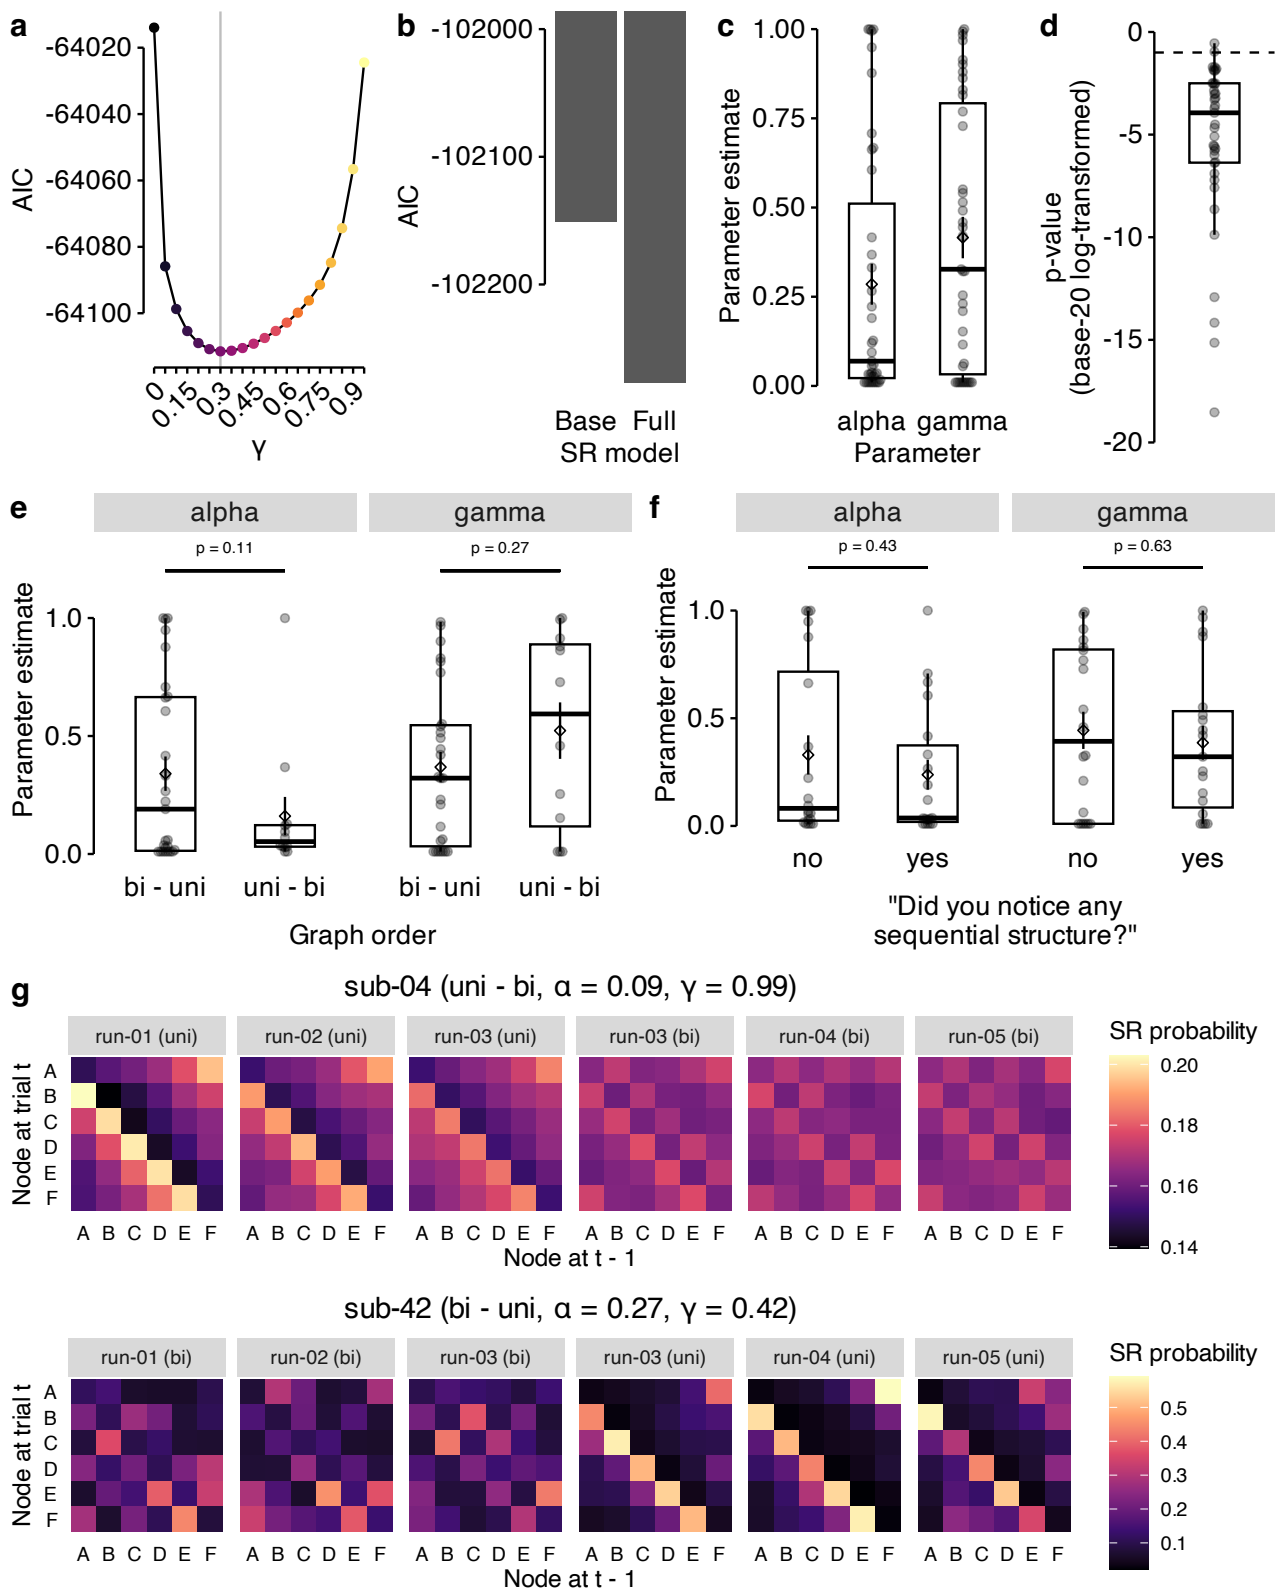 a
AIC
-64020
-64040
-64060
-64080
-64100
0
0.15
0.3
0.45
0.6
0.75
0.9
γ
b
AIC
-102000
-102100
-102200
Base Full
SR model
c
Parameter estimate
1.00
0.75
0.50
0.25
0.00
alpha gamma
Parameter
d
p-value
(base-20 log-transformed)
0
-5
-10
-15
-20
e
alpha gamma
p = 0.11 p = 0.27
Parameter estimate
1.0
0.5
0.0
bi - uni uni - bi bi - uni uni - bi
Graph order
f
alpha gamma
p = 0.43 p = 0.63
Parameter estimate
1.0
0.5
0.0
no yes no yes
"Did you notice any
sequential structure?"
g
sub-04 (uni - bi, α = 0.09, γ = 0.99)
run-01 (uni) run-02 (uni) run-03 (uni) run-03 (bi) run-04 (bi) run-05 (bi)
Node at trial t
A
B
C
D
E
F
A B C D E F A B C D E F A B C D E F A B C D E F A B C D E F A B C D E F
Node at t - 1
SR probability
0.20
0.18
0.16
0.14
sub-42 (bi - uni, α = 0.27, γ = 0.42)
run-01 (bi) run-02 (bi) run-03 (bi) run-03 (uni) run-04 (uni) run-05 (uni)
Node at trial t
A
B
C
D
E
F
A B C D E F A B C D E F A B C D E F A B C D E F A B C D E F A B C D E F
Node at t - 1
SR probability
0.5
0.4
0.3
0.2
0.1